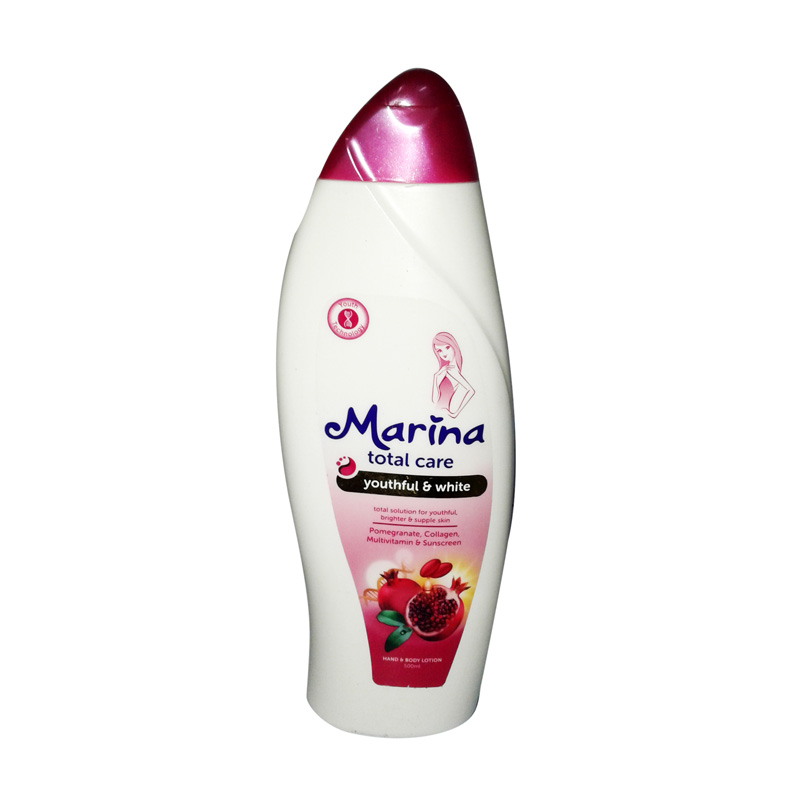 Youth
Technology
Marina
total care
youthful & white
total solution for youthful,
brighter & supple skin
Pomegranate, Collagen,
Multivitamin & Sunscreen
HAND & BODY LOTION
500ml